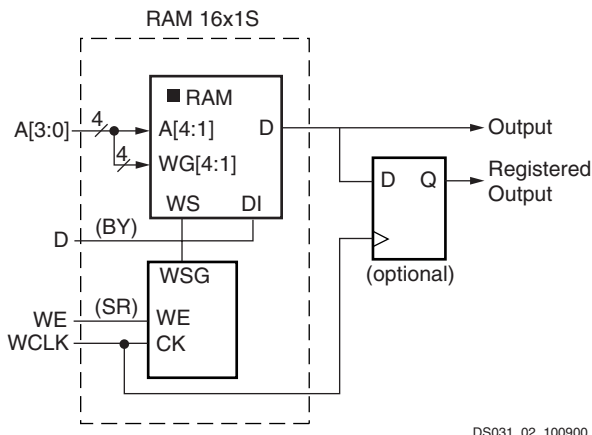 RAM 16x1S
RAM
A[3:0]
4
A[4:1]
D
Output
4
WG[4:1]
D
Q
Registered
Output
WS
DI
D
(BY)
(optional)
WSG
WE
(SR)
WE
WCLK
CK
DS031_02_100900